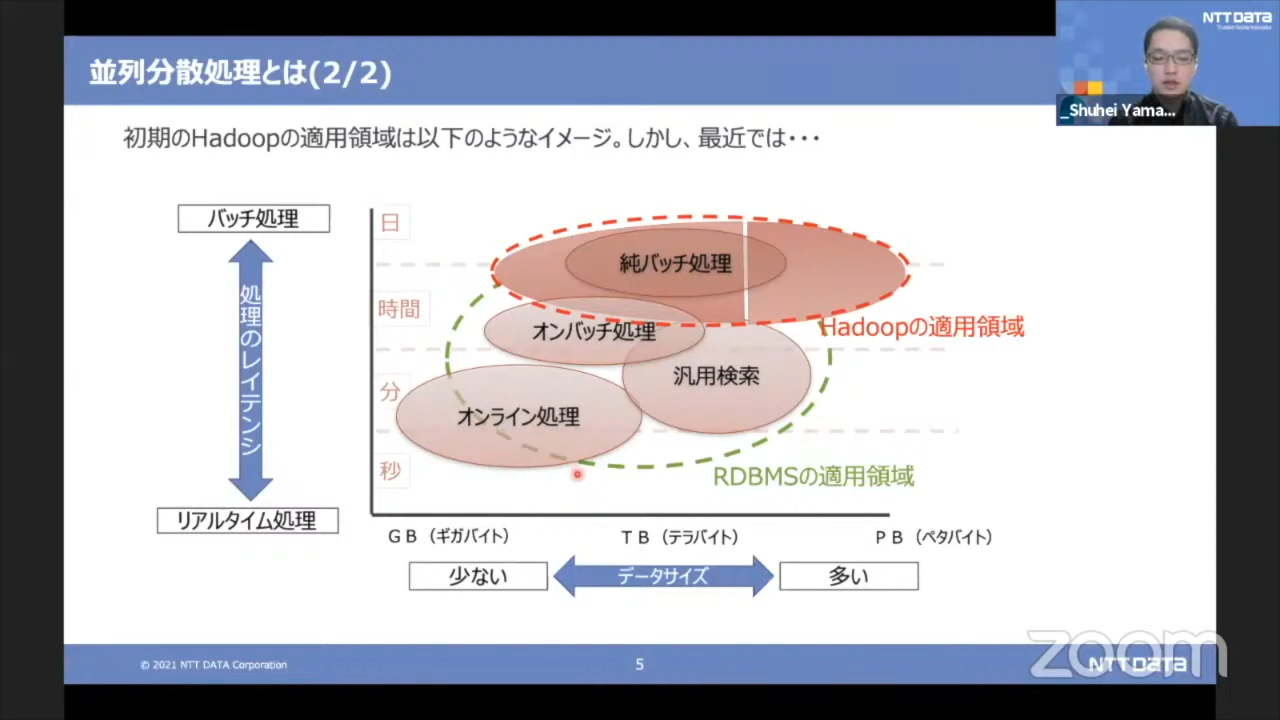 並列分散処理とは(2/2)
NTT DATA
_Shuhei Yama...
初期のHadoopの適用領域は以下のようなイメージ。しかし、最近では・・・
バッチ処理
処理のレイテンシ
リアルタイム処理
日
時間
分
秒
純バッチ処理
オンバッチ処理
汎用検索
オンライン処理
Hadoopの適用領域
RDBMSの適用領域
GB（ギガバイト）
TB（テラバイト）
PB（ペタバイト）
少ない
データサイズ
多い
© 2021 NTT DATA Corporation
5
NTT DATA
zoom